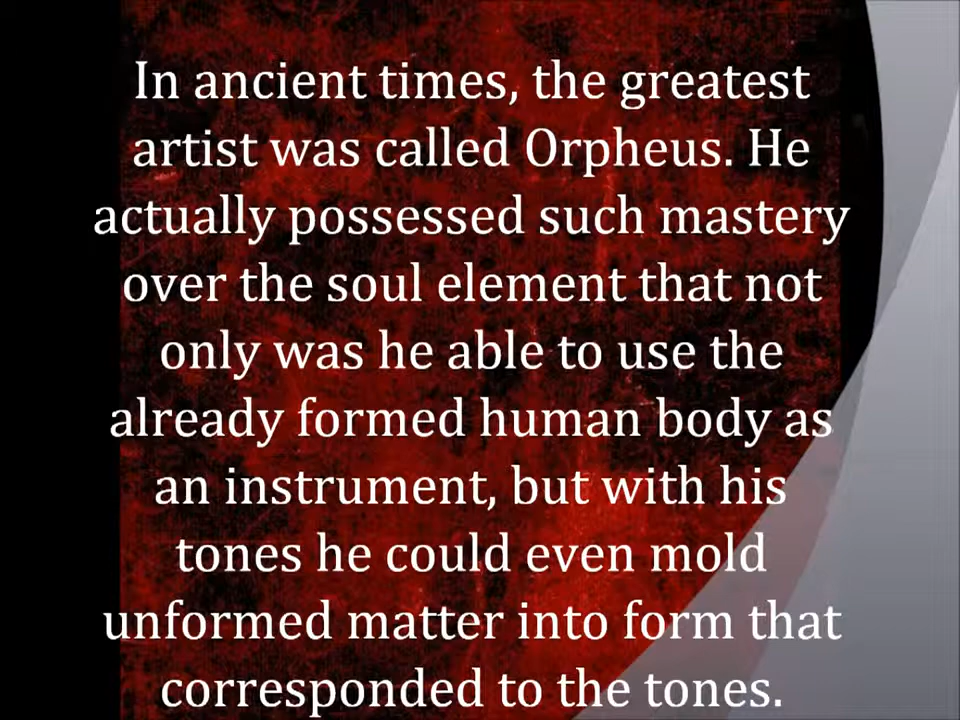 In ancient times, the greatest
artist was called Orpheus. He
actually possessed such mastery
over the soul element that not
only was he able to use the
already formed human body as
an instrument, but with his
tones he could even mold
unformed matter into form that
corresponded to the tones.